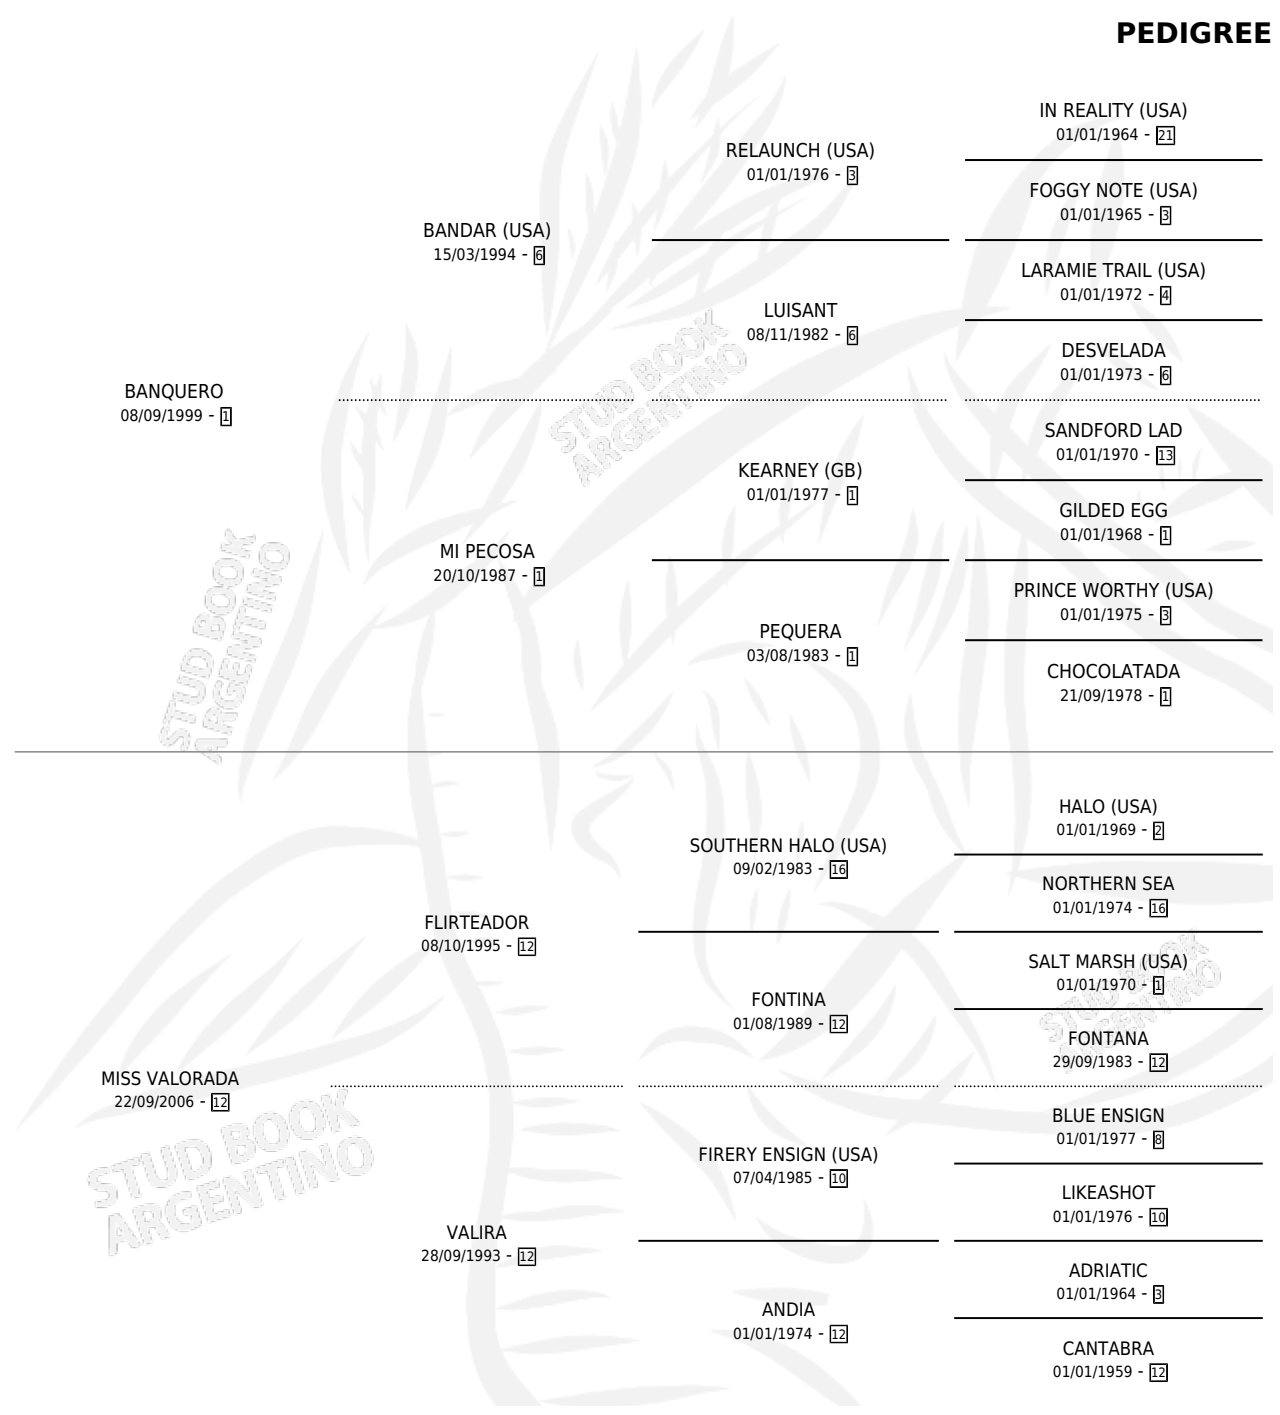 PEDIGREE
IN REALITY (USA)
01/01/1964 - 21
RELAUNCH (USA)
01/01/1976 - 3
FOGGY NOTE (USA)
01/01/1965 - 3
BANDAR (USA)
15/03/1994 - 6
LARAMIE TRAIL (USA)
01/01/1972 - 4
LUISANT
08/11/1982 - 6
DESVELADA
01/01/1973 - 6
BANQUERO
08/09/1999 - 1
SANDFORD LAD
01/01/1970 - 13
KEARNEY (GB)
01/01/1977 - 1
GILDED EGG
01/01/1968 - 1
MI PECOSA
20/10/1987 - 1
PRINCE WORTHY (USA)
01/01/1975 - 3
PEQUERA
03/08/1983 - 1
CHOCOLATADA
21/09/1978 - 1
HALO (USA)
01/01/1969 - 2
SOUTHERN HALO (USA)
09/02/1983 - 16
NORTHERN SEA
01/01/1974 - 16
FLIRTEADOR
08/10/1995 - 12
SALT MARSH (USA)
01/01/1970 - 1
FONTINA
01/08/1989 - 12
FONTANA
29/09/1983 - 12
MISS VALORADA
22/09/2006 - 12
BLUE ENSIGN
01/01/1977 - 8
FIRERY ENSIGN (USA)
07/04/1985 - 10
LIKEASHOT
01/01/1976 - 10
VALIRA
28/09/1993 - 12
ADRIATIC
01/01/1964 - 3
ANDIA
01/01/1974 - 12
CANTABRA
01/01/1959 - 12
STUD BOOK
ARGENTINO
STUD BOOK
ARGENTINO
STUD BOOK
ARGENTINO
STUD BOOK
ARGENTINO